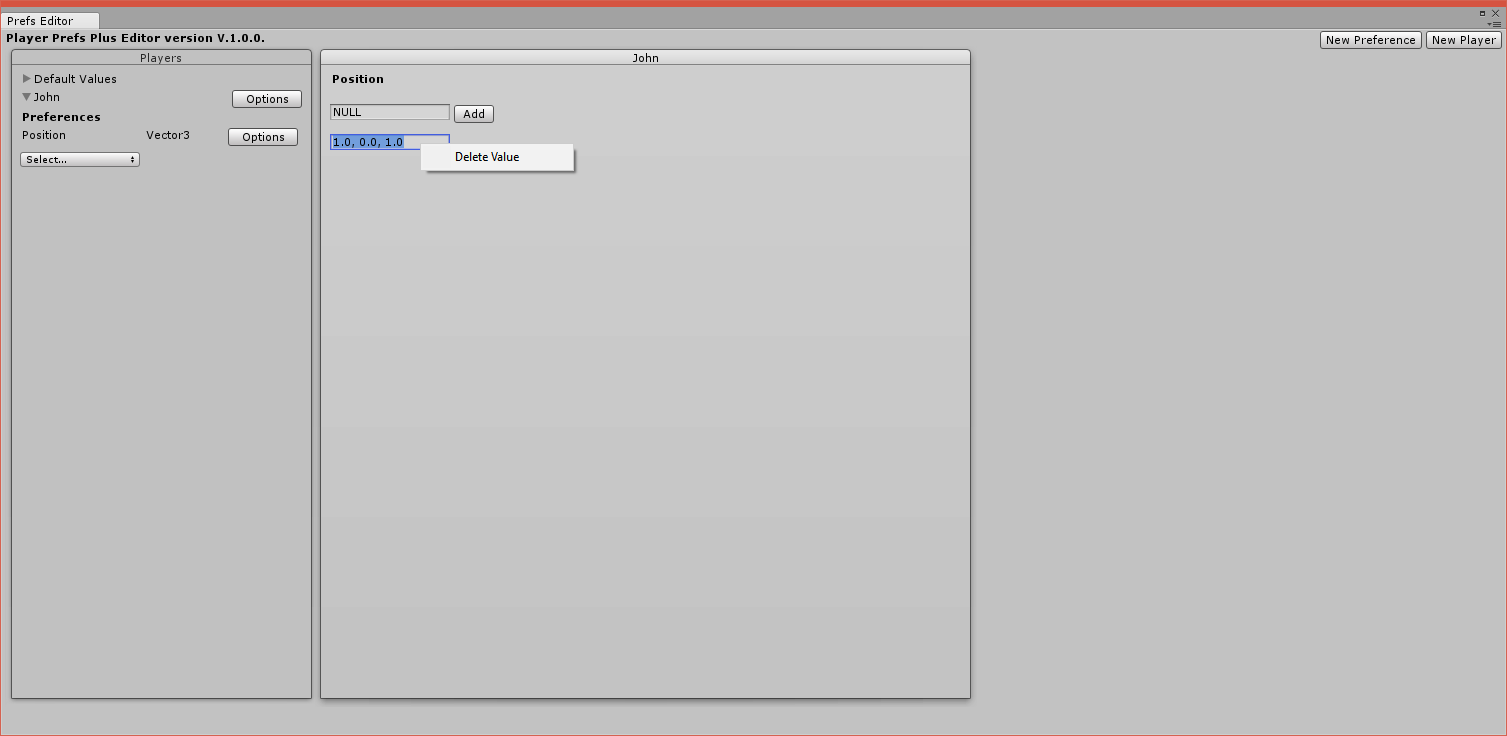 Prefs Editor
Player Prefs Plus Editor version V.1.0.0.
New Preference
New Player
Players
Default Values
John
Options
Preferences
Position
Vector3
Options
Select...
John
Position
NULL
Add
1.0, 0.0, 1.0
Delete Value